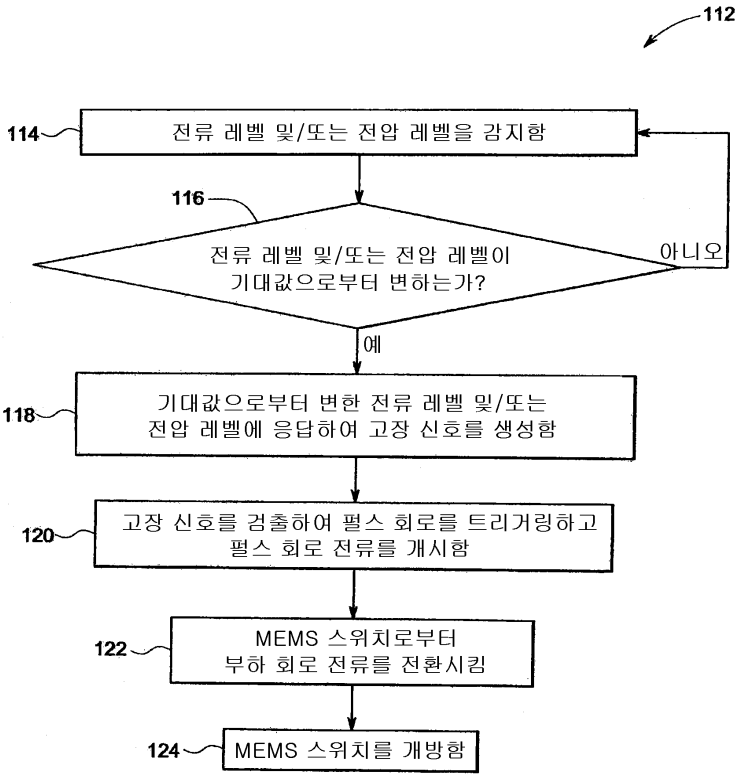 112
114
전류 레벨 및/또는 전압 레벨을 감지함
116
전류 레벨 및/또는 전압 레벨이
기대값으로부터 변하는가?
아니오
예
118
기대값으로부터 변한 전류 레벨 및/또는
전압 레벨에 응답하여 고장 신호를 생성함
120
고장 신호를 검출하여 펄스 회로를 트리거링하고
펄스 회로 전류를 개시함
122
MEMS 스위치로부터
부하 회로 전류를 전환시킴
124
MEMS 스위치를 개방함